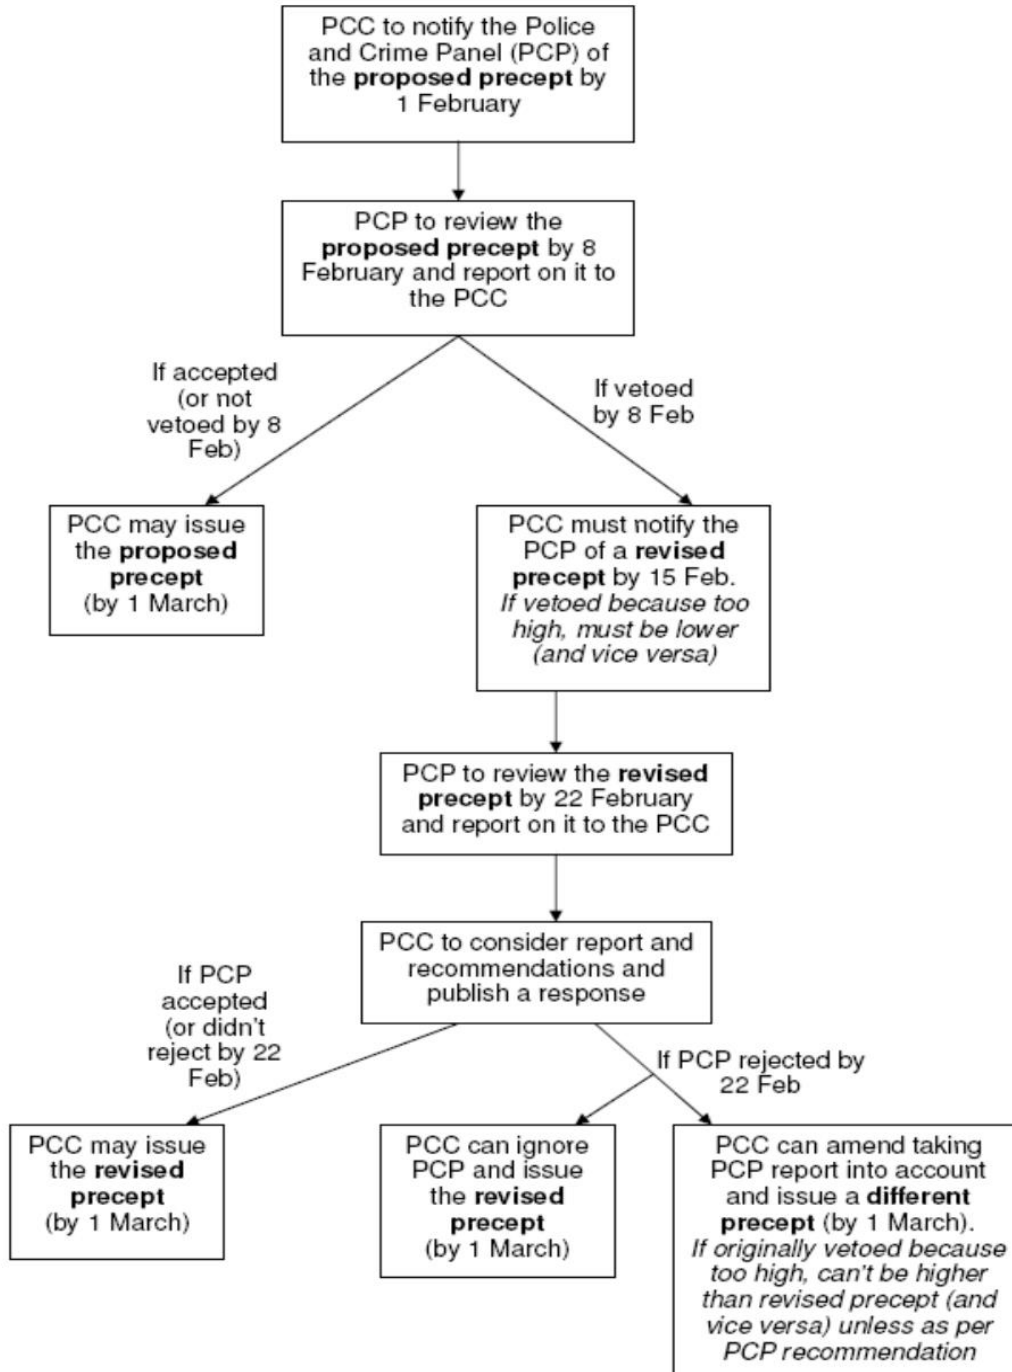 PCC to notify the Police
and Crime Panel (PCP) of
the proposed precept by
1 February
PCP to review the
proposed precept by 8
February and report on it to
the PCC
If accepted
(or not
vetoed by 8
Feb)
If vetoed
by 8 Feb
PCC may issue
the proposed
precept
(by 1 March)
PCC must notify the
PCP of a revised
precept by 15 Feb.
If vetoed because too
high, must be lower
(and vice versa)
PCP to review the revised
precept by 22 February
and report on it to the PCC
PCC to consider report and
recommendations and
publish a response
If PCP
accepted
(or didn't
reject by 22
Feb)
If PCP rejected by
22 Feb
PCC may issue
the revised
precept
(by 1 March)
PCC can ignore
PCP and issue
the revised
precept
(by 1 March)
PCC can amend taking
PCP report into account
and issue a different
precept (by 1 March).
If originally vetoed because
too high, can't be higher
than revised precept (and
vice versa) unless as per
PCP recommendation